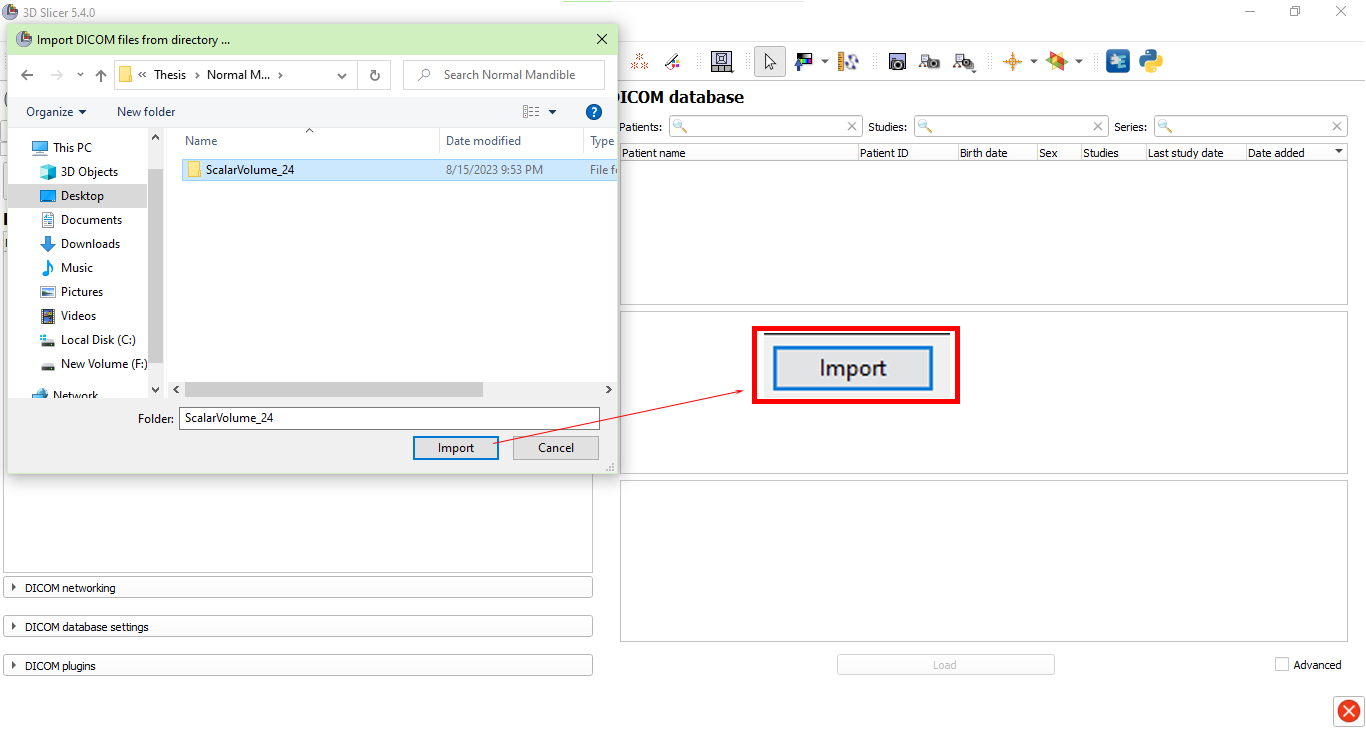 3D Slicer 5.4.0
Import DICOM files from directory ...
« Thesis › Normal M... ›
Search Normal Mandible
Organize
New folder
?
Name
Date modified
Type
This PC
3D Objects
Desktop
Documents
Downloads
Music
Pictures
Videos
Local Disk (C:)
New Volume (F:)
Network
ScalarVolume_24
8/15/2023 9:53 PM
File f
Folder: ScalarVolume_24
Import
Cancel
DICOM database
Patients:
Studies:
Series:
Patient name
Patient ID
Birth date
Sex
Studies
Last study date
Date added
Import
DICOM networking
DICOM database settings
DICOM plugins
Load
Advanced